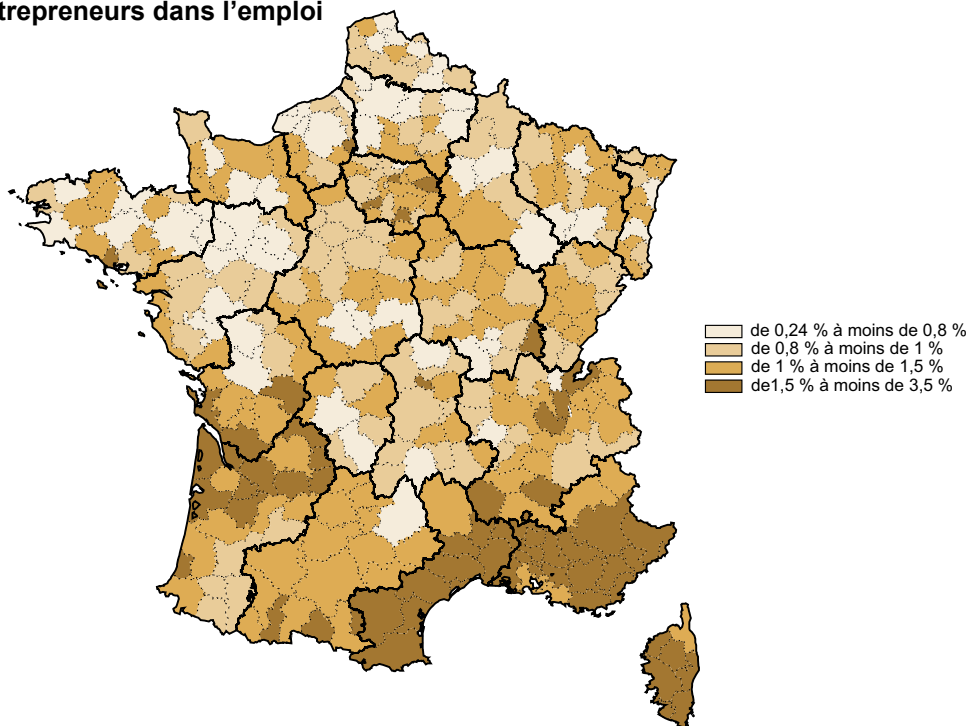 trepreneurs dans l’emploi
de 0,24 % à moins de 0,8 %
de 0,8 % à moins de 1 %
de 1 % à moins de 1,5 %
de1,5 % à moins de 3,5 %